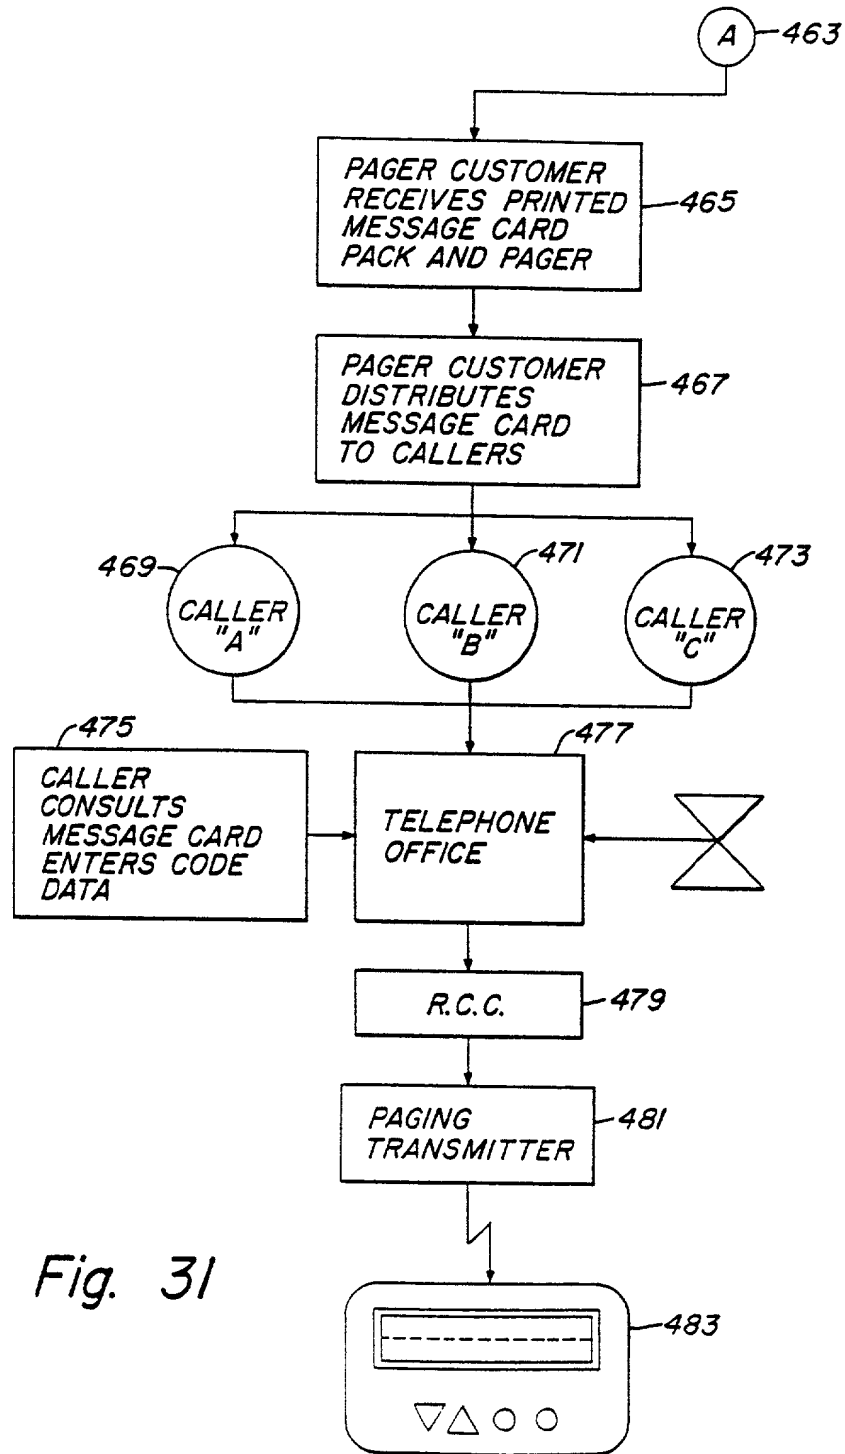 A 463
PAGER CUSTOMER
RECEIVES PRINTED
MESSAGE CARD
PACK AND PAGER
465
PAGER CUSTOMER
DISTRIBUTES
MESSAGE CARD
TO CALLERS
467
469
CALLER
"A"
471
CALLER
"B"
473
CALLER
"C"
475
CALLER
CONSULTS
MESSAGE CARD
ENTERS CODE
DATA
477
TELEPHONE
OFFICE
R.C.C. 479
PAGING
TRANSMITTER
481
Fig. 31
483